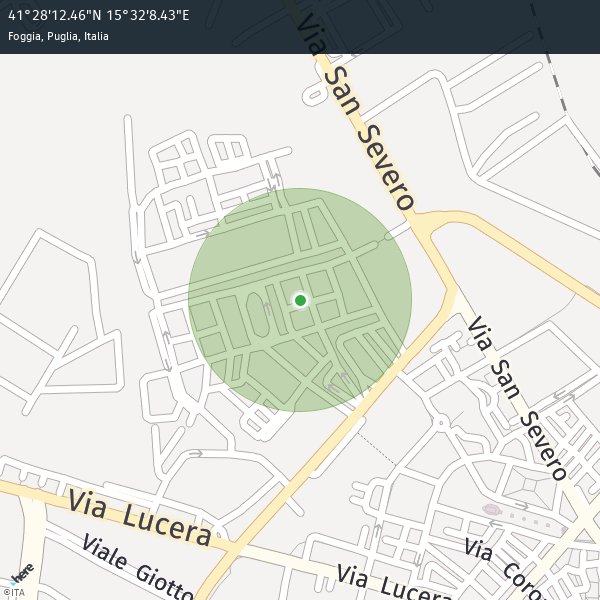 41°28'12.46"N 15°32'8.43"E
Foggia, Puglia, Italia
Via San Severo
Via San Severo
Via Lucera
Viale Giotto
Via Lucera
Via Coro
here
©ITA